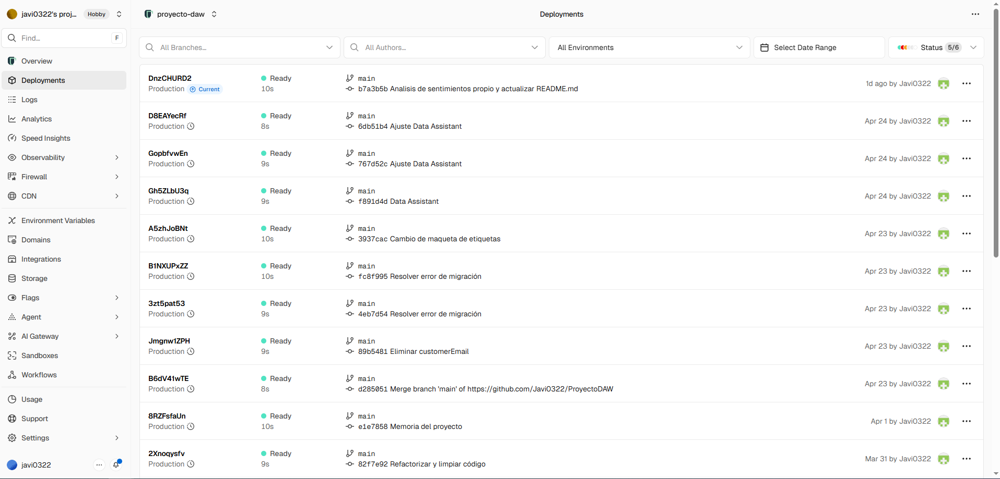 javi0322's proj...
Hobby
Find...
F
Overview
Deployments
Logs
Analytics
Speed Insights
Observability
Firewall
CDN
Environment Variables
Domains
Integrations
Storage
Flags
Agent
AI Gateway
Sandboxes
Workflows
Usage
Support
Settings
javi0322
proyecto-daw
Deployments
All Branches...
All Authors...
All Environments
Select Date Range
Status 5/6
DnzCHURD2
Production Current
Ready
10s
main
b7a3b5b Analisis de sentimientos propio y actualizar README.md
1d ago by Javi0322
D8EAYecRf
Production
Ready
8s
main
6db51b4 Ajuste Data Assistant
Apr 24 by Javi0322
GopbfvwEn
Production
Ready
9s
main
767d52c Ajuste Data Assistant
Apr 24 by Javi0322
Gh5ZLbU3q
Production
Ready
9s
main
f891d4d Data Assistant
Apr 24 by Javi0322
A5zhJoBNt
Production
Ready
10s
main
3937cac Cambio de maqueta de etiquetas
Apr 23 by Javi0322
B1NXUPxZZ
Production
Ready
10s
main
fc8f995 Resolver error de migración
Apr 23 by Javi0322
3zt5pat53
Production
Ready
9s
main
4eb7d54 Resolver error de migración
Apr 23 by Javi0322
Jmgnw1ZPH
Production
Ready
9s
main
89b5481 Eliminar customerEmail
Apr 23 by Javi0322
B6dV41wTE
Production
Ready
8s
main
d285051 Merge branch 'main' of https://github.com/Javi0322/ProyectoDAW
Apr 23 by Javi0322
8RZFsfaUn
Production
Ready
10s
main
e1e7858 Memoria del proyecto
Apr 1 by Javi0322
2Xnoqysfv
Production
Ready
9s
main
82f7e92 Refactorizar y limpiar código
Mar 31 by Javi0322